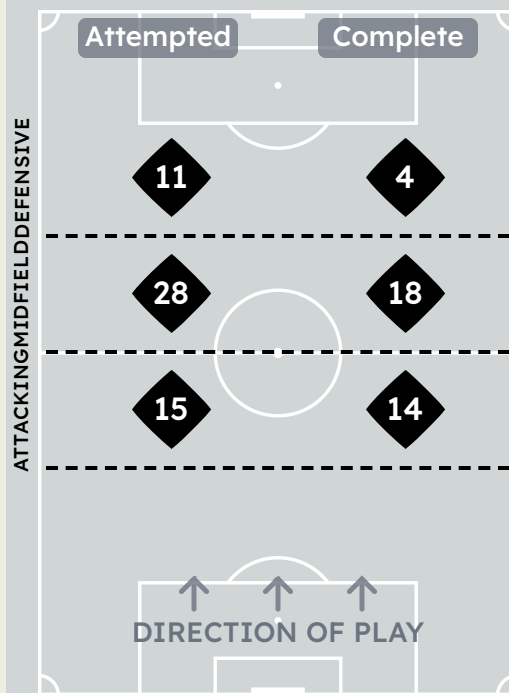 Attempted Complete
11 4
28 18
15 14
ATTACKINGMIDFIELDDEFENSIVE
DIRECTION OF PLAY